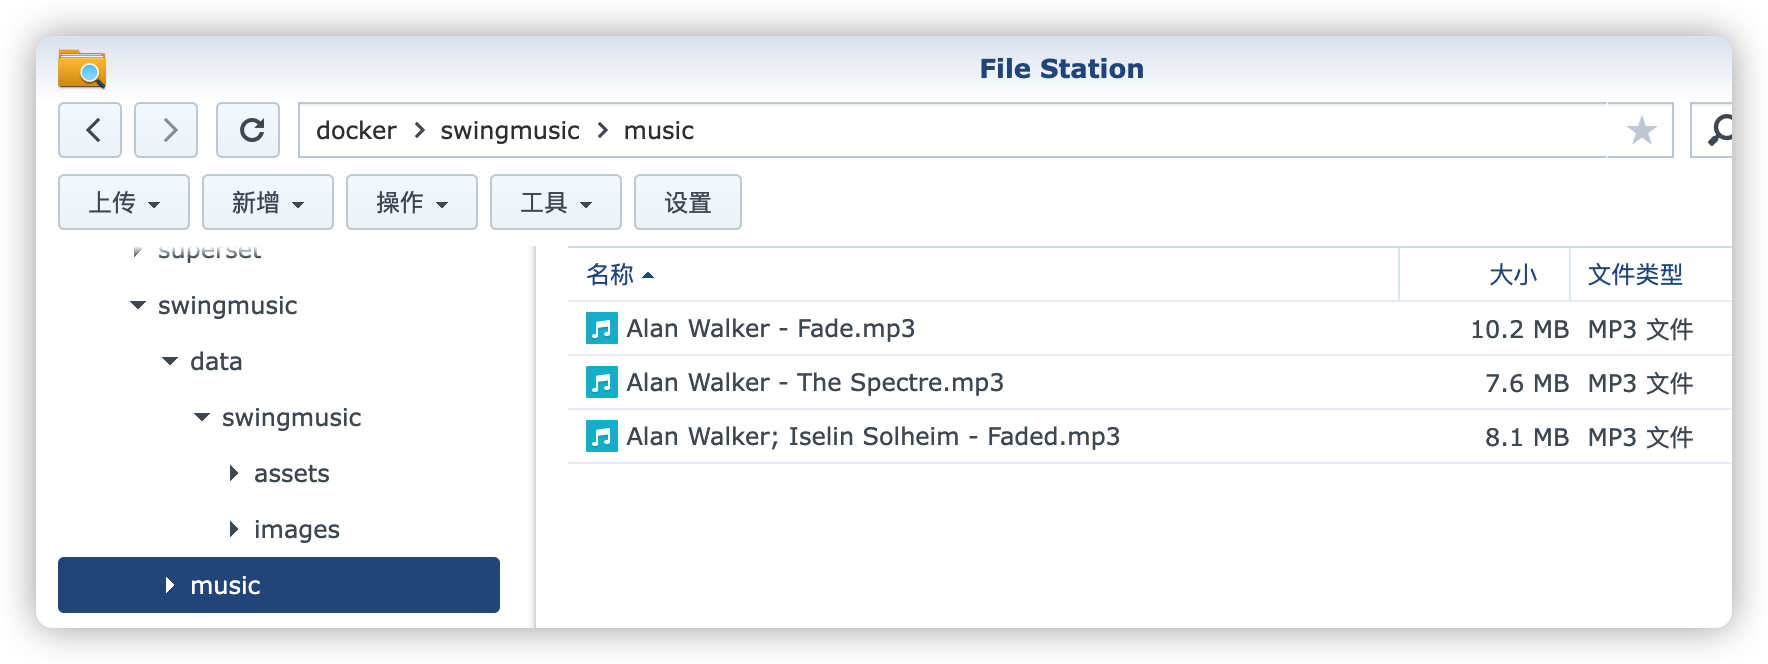 File Station
docker > swingmusic > music
上传 新增 操作 工具 设置
superset
swingmusic
data
swingmusic
assets
images
music
名称 大小 文件类型
Alan Walker - Fade.mp3 10.2 MB MP3 文件
Alan Walker - The Spectre.mp3 7.6 MB MP3 文件
Alan Walker; Iselin Solheim - Faded.mp3 8.1 MB MP3 文件